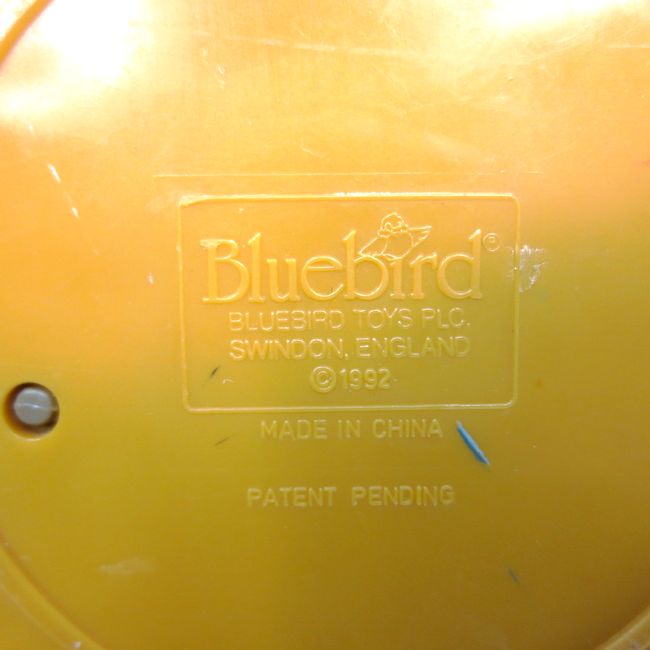 Bluebird®
BLUEBIRD TOYS PLC.
SWINDON, ENGLAND
©1992
MADE IN CHINA
PATENT PENDING